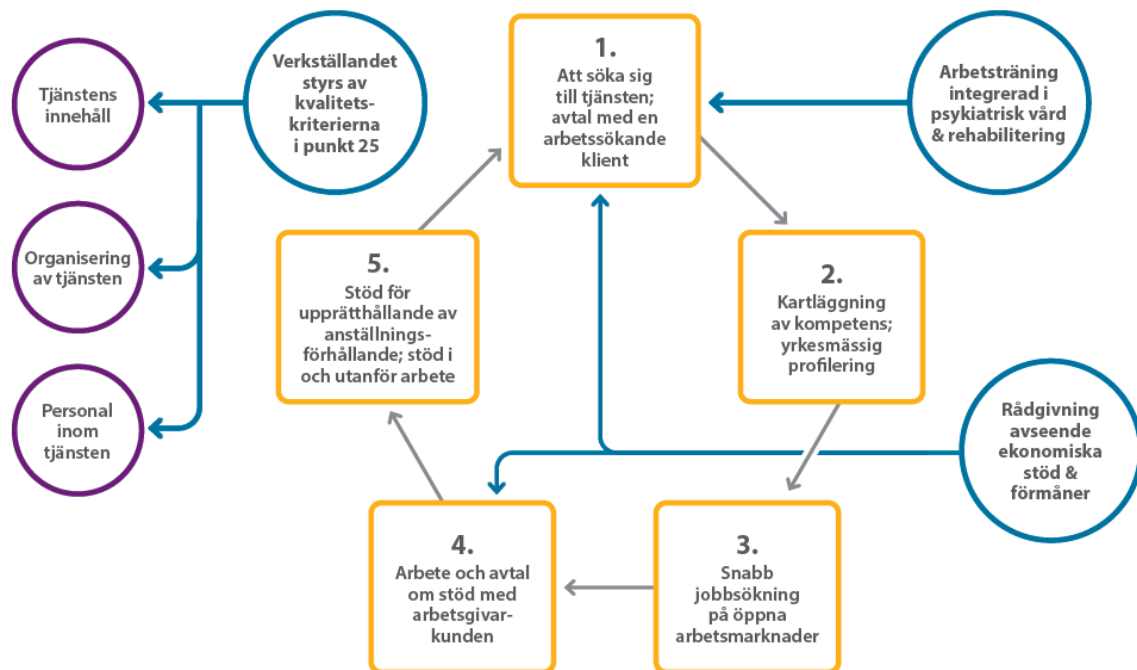 Tjänstens
innehåll
Organisering
av tjänsten
Personal
inom
tjänsten
Verkställandet
styrs av
kvalitets-
kriterierna
i punkt 25
1.
Att söka sig
till tjänsten;
avtal med en
arbetssökande
klient
Arbetsträning
integrerad i
psykiatrisk vård
& rehabilitering
2.
Kartläggning
av kompetens;
yrkesmässig
profilering
Rådgivning
avseende
ekonomiska
stöd &
förmåner
3.
Snabb
jobbsökning
på öppna
arbetsmarknader
4.
Arbete och avtal
om stöd med
arbetsgivar-
kunden
5.
Stöd för
upprätthållande av
anställnings-
förhållande; stöd i
och utanför arbete